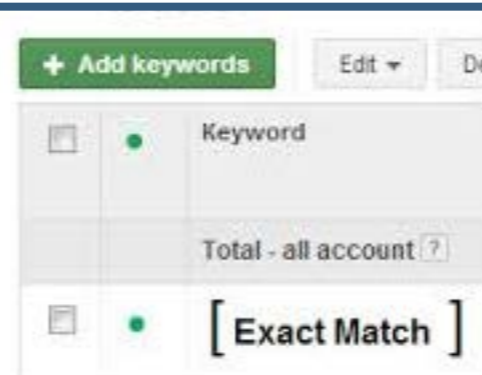 + Add keywords Edit
Keyword
Total - all account ?
[ Exact Match ]